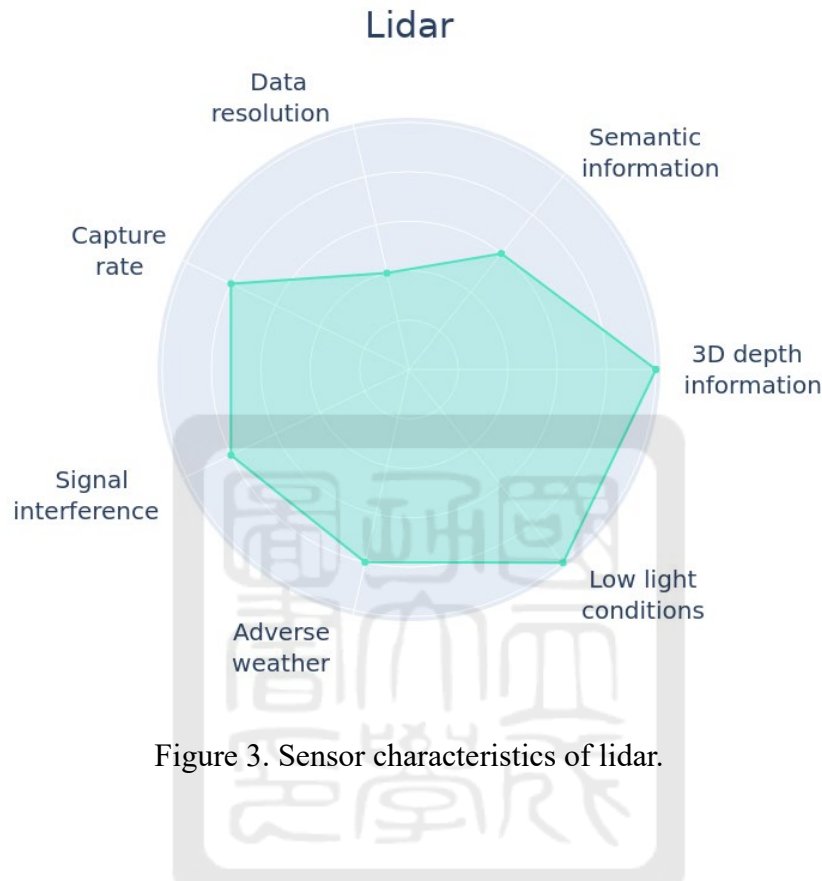 Lidar
Data
resolution
Semantic
information
Capture
rate
3D depth
information
Signal
interference
Low light
conditions
Adverse
weather
Figure 3. Sensor characteristics of lidar.